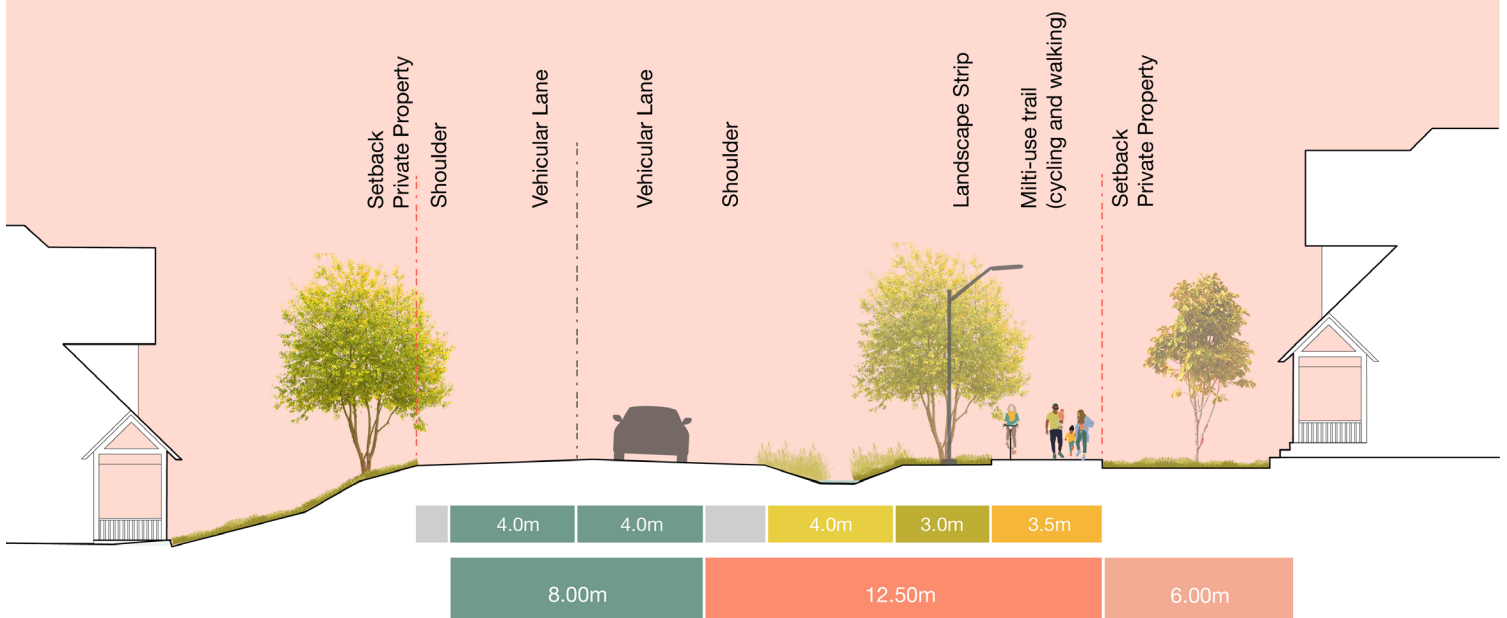 Setback
Private Property
Shoulder
Vehicular Lane
Vehicular Lane
Shoulder
Landscape Strip
Milti-use trail
(cycling and walking)
Setback
Private Property
4.0m
4.0m
4.0m
3.0m
3.5m
8.00m
12.50m
6.00m